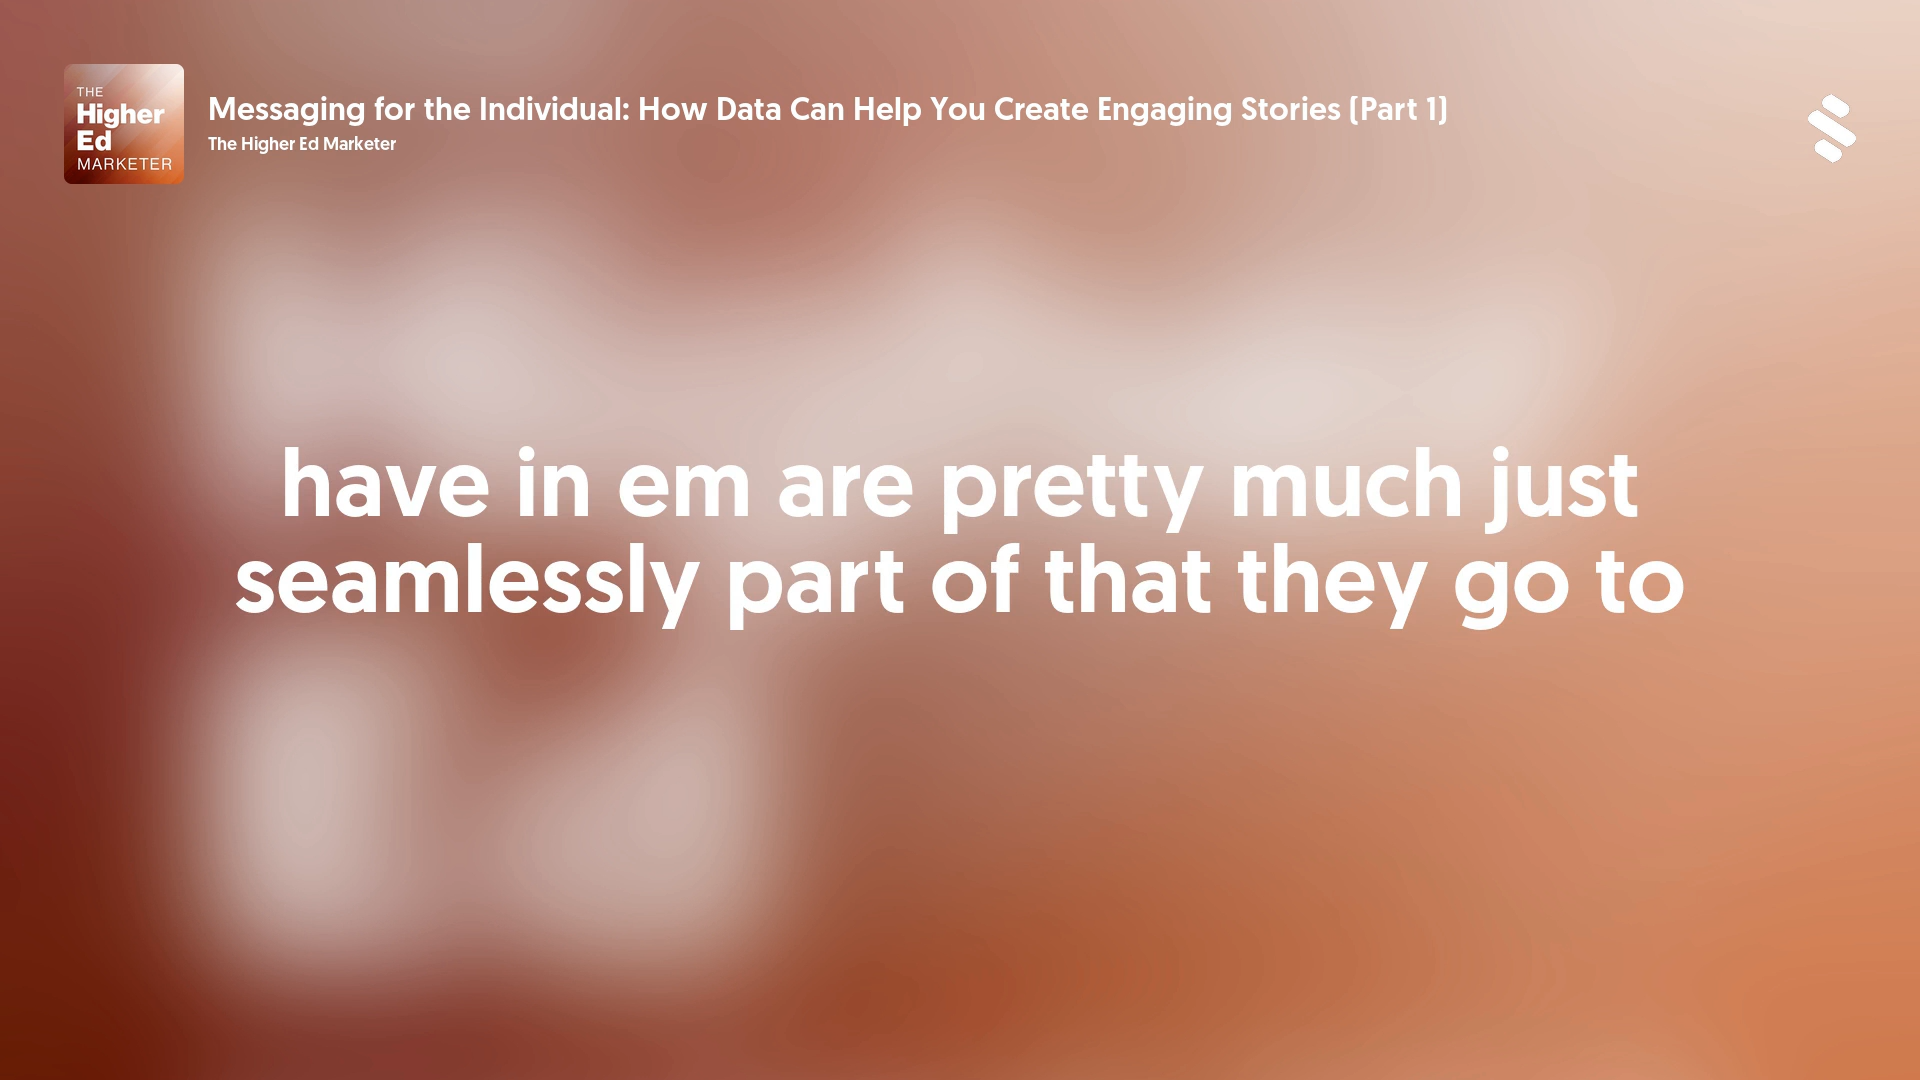 THE
Higher
Ed
MARKETER
Messaging for the Individual: How Data Can Help You Create Engaging Stories (Part 1)
The Higher Ed Marketer
have in em are pretty much just
seamlessly part of that they go to